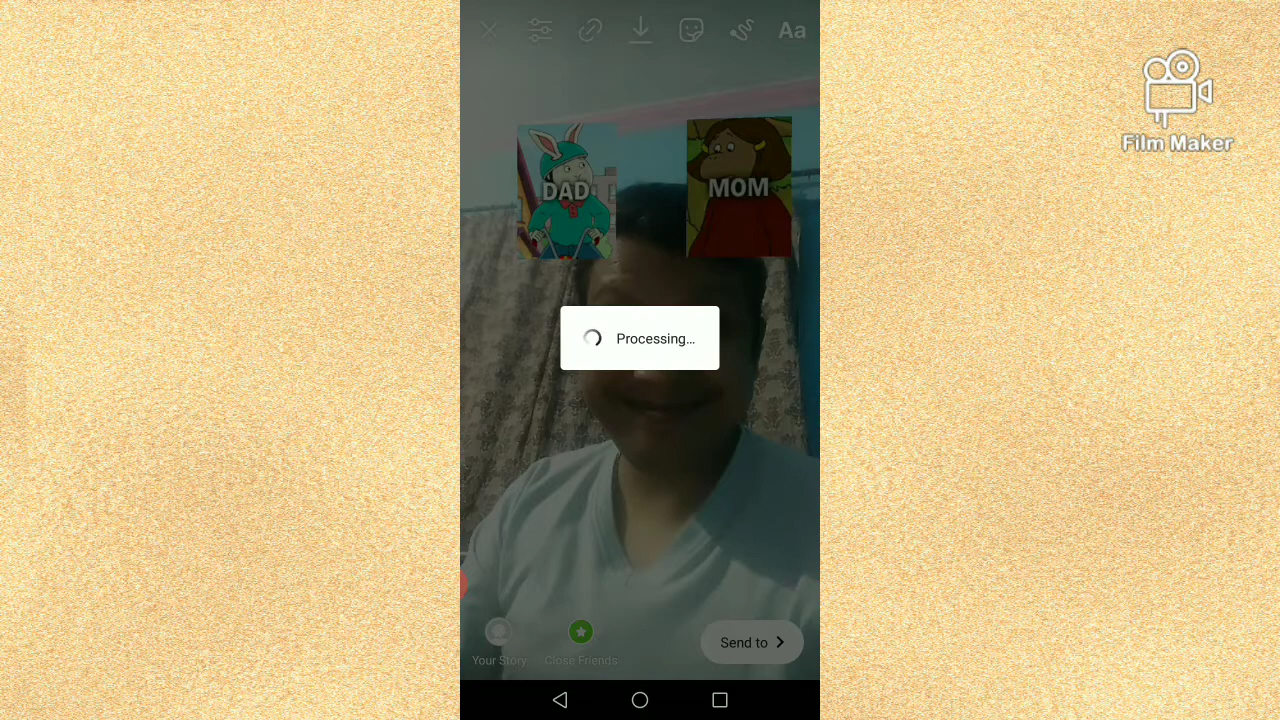 Aa
Film Maker
DAD
MOM
Processing...
Your Story
Close Friends
Send to